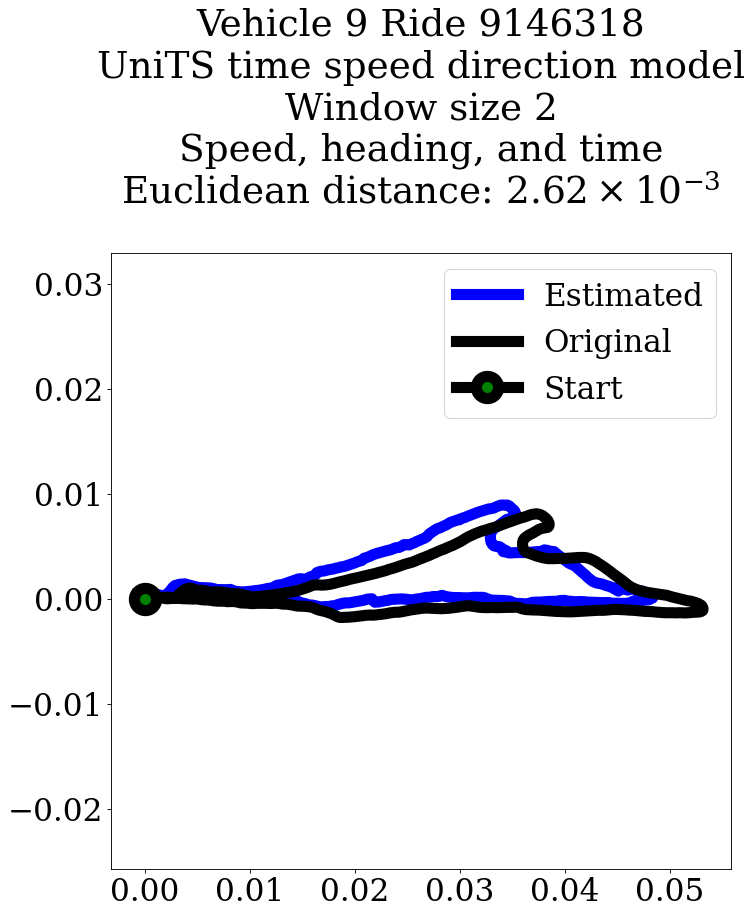 Vehicle 9 Ride 9146318
UniTS time speed direction model
Window size 2
Speed, heading, and time
Euclidean distance: 2.62 × 10⁻³
Estimated
Original
Start
0.03
0.02
0.01
0.00
−0.01
−0.02
0.00 0.01 0.02 0.03 0.04 0.05